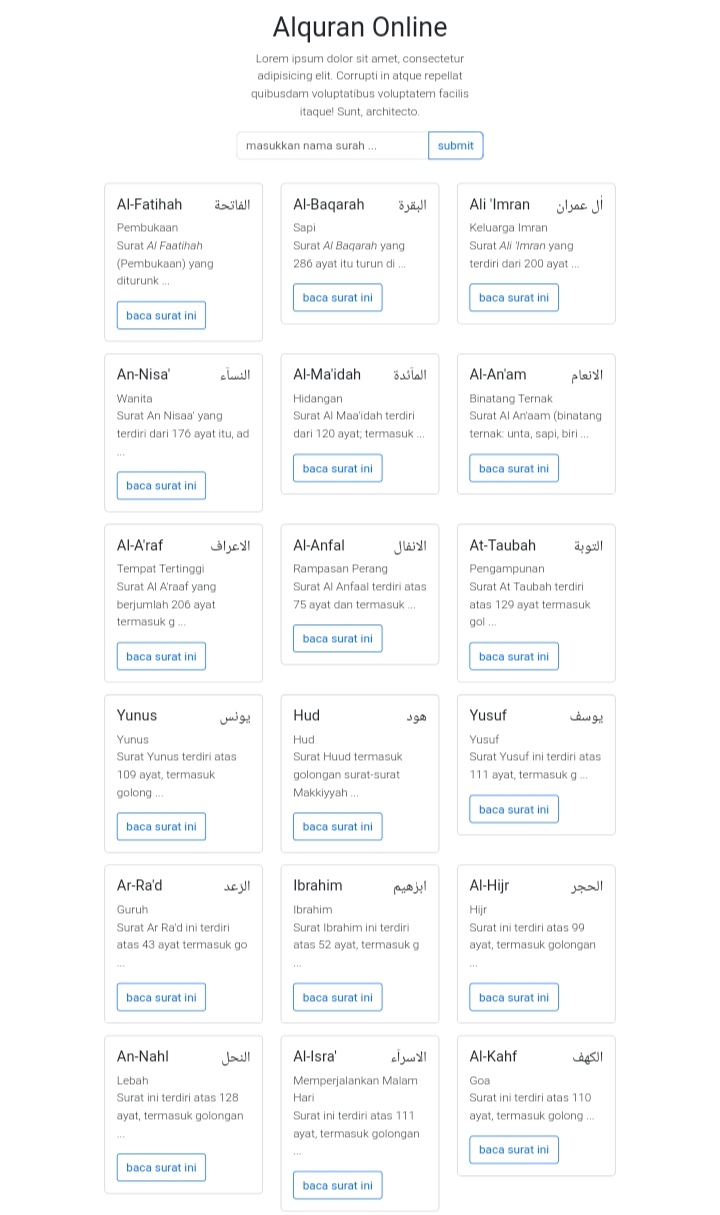 Alquran Online
Lorem ipsum dolor sit amet, consectetur
adipisicing elit. Corrupti in atque repellat
quibusdam voluptatibus voluptatem facilis
itaque! Sunt, architecto.
masukkan nama surah ...
submit
Al-Fatihah الفاتحة
Pembukaan
Surat Al Faatihah
(Pembukaan) yang
diturunk ...
baca surat ini
Al-Baqarah البقرة
Sapi
Surat Al Baqarah yang
286 ayat itu turun di ...
baca surat ini
Ali 'Imran اٰل عمران
Keluarga Imran
Surat Ali 'Imran yang
terdiri dari 200 ayat ...
baca surat ini
An-Nisa' النساۤء
Wanita
Surat An Nisaa' yang
terdiri dari 176 ayat itu, ad
...
baca surat ini
Al-Ma'idah الماۤئدة
Hidangan
Surat Al Maa'idah terdiri
dari 120 ayat; termasuk ...
baca surat ini
Al-An'am الانعام
Binatang Ternak
Surat Al An'aam (binatang
ternak: unta, sapi, biri ...
baca surat ini
Al-A'raf الاعراف
Tempat Tertinggi
Surat Al A'raaf yang
berjumlah 206 ayat
termasuk g ...
baca surat ini
Al-Anfal الانفال
Rampasan Perang
Surat Al Anfaal terdiri atas
75 ayat dan termasuk ...
baca surat ini
At-Taubah التوبة
Pengampunan
Surat At Taubah terdiri
atas 129 ayat termasuk
gol ...
baca surat ini
Yunus يونس
Yunus
Surat Yunus terdiri atas
109 ayat, termasuk
golong ...
baca surat ini
Hud هود
Hud
Surat Huud termasuk
golongan surat-surat
Makkiyyah ...
baca surat ini
Yusuf يوسف
Yusuf
Surat Yusuf ini terdiri atas
111 ayat, termasuk g ...
baca surat ini
Ar-Ra'd الرعد
Guruh
Surat Ar Ra'd ini terdiri
atas 43 ayat termasuk go
...
baca surat ini
Ibrahim ابرٰهيم
Ibrahim
Surat Ibrahim ini terdiri
atas 52 ayat, termasuk g
...
baca surat ini
Al-Hijr الحجر
Hijr
Surat ini terdiri atas 99
ayat, termasuk golongan
...
baca surat ini
An-Nahl النحل
Lebah
Surat ini terdiri atas 128
ayat, termasuk golongan
...
baca surat ini
Al-Isra' الاسراۤء
Memperjalankan Malam
Hari
Surat ini terdiri atas 111
ayat, termasuk golongan
...
baca surat ini
Al-Kahf الكهف
Goa
Surat ini terdiri atas 110
ayat, termasuk golong ...
baca surat ini